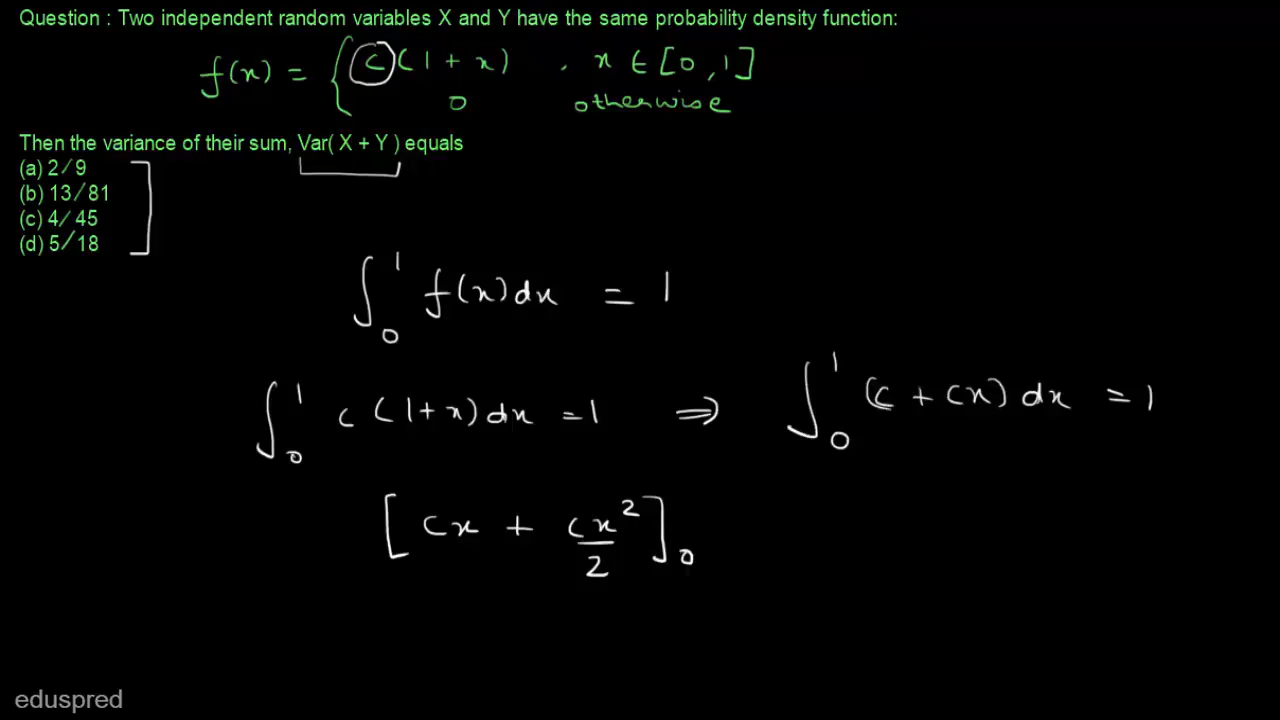 Question : Two independent random variables X and Y have the same probability density function:
f(x) = { c(1 + x) , x ∈ [0, 1]
0 otherwise
Then the variance of their sum, Var( X + Y ) equals
(a) 2/9
(b) 13/81
(c) 4/45
(d) 5/18
∫₀¹ f(x)dx = 1
∫₀¹ c(1+x)dx = 1 ⇒ ∫₀¹ (c + cx) dx = 1
[cx + cx²/2]₀
eduspred